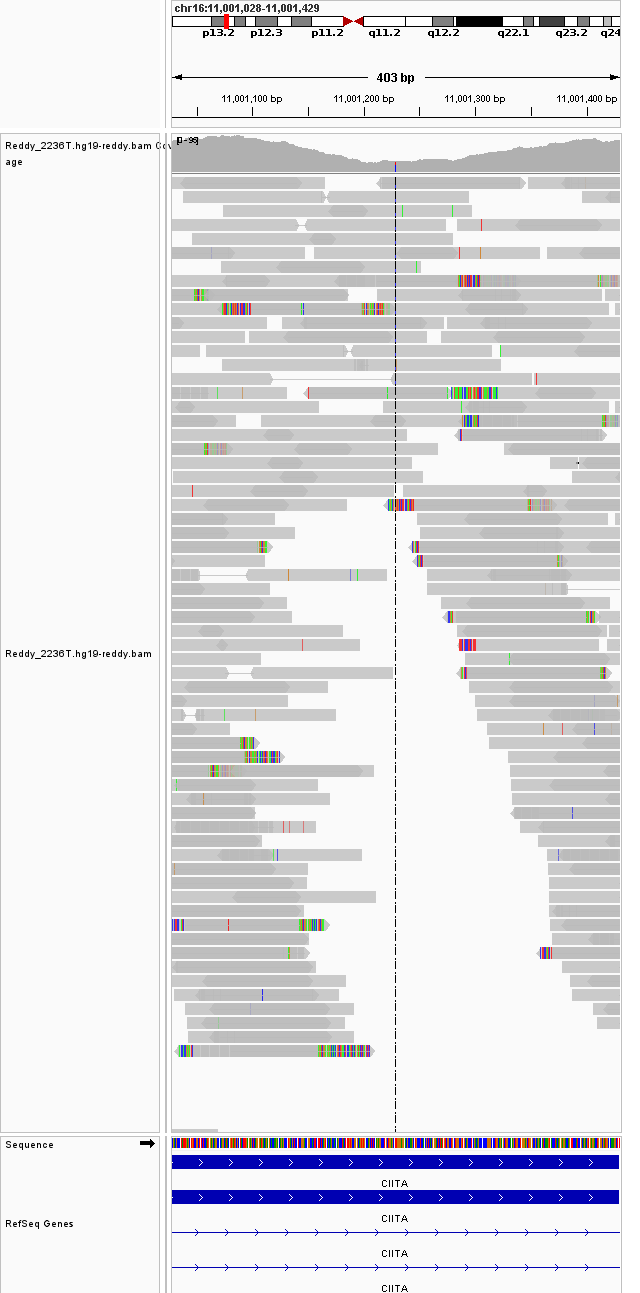 chr16:11,001,028-11,001,429
p13.2 p12.3 p11.2 q11.2 q12.2 q22.1 q23.2 q24
403 bp
11,001,100 bp 11,001,200 bp 11,001,300 bp 11,001,400 bp
Reddy_2236T.hg19-reddy.bam Cov
age
Reddy_2236T.hg19-reddy.bam
Sequence
CIITA
CIITA
RefSeq Genes
CIITA
CIITA